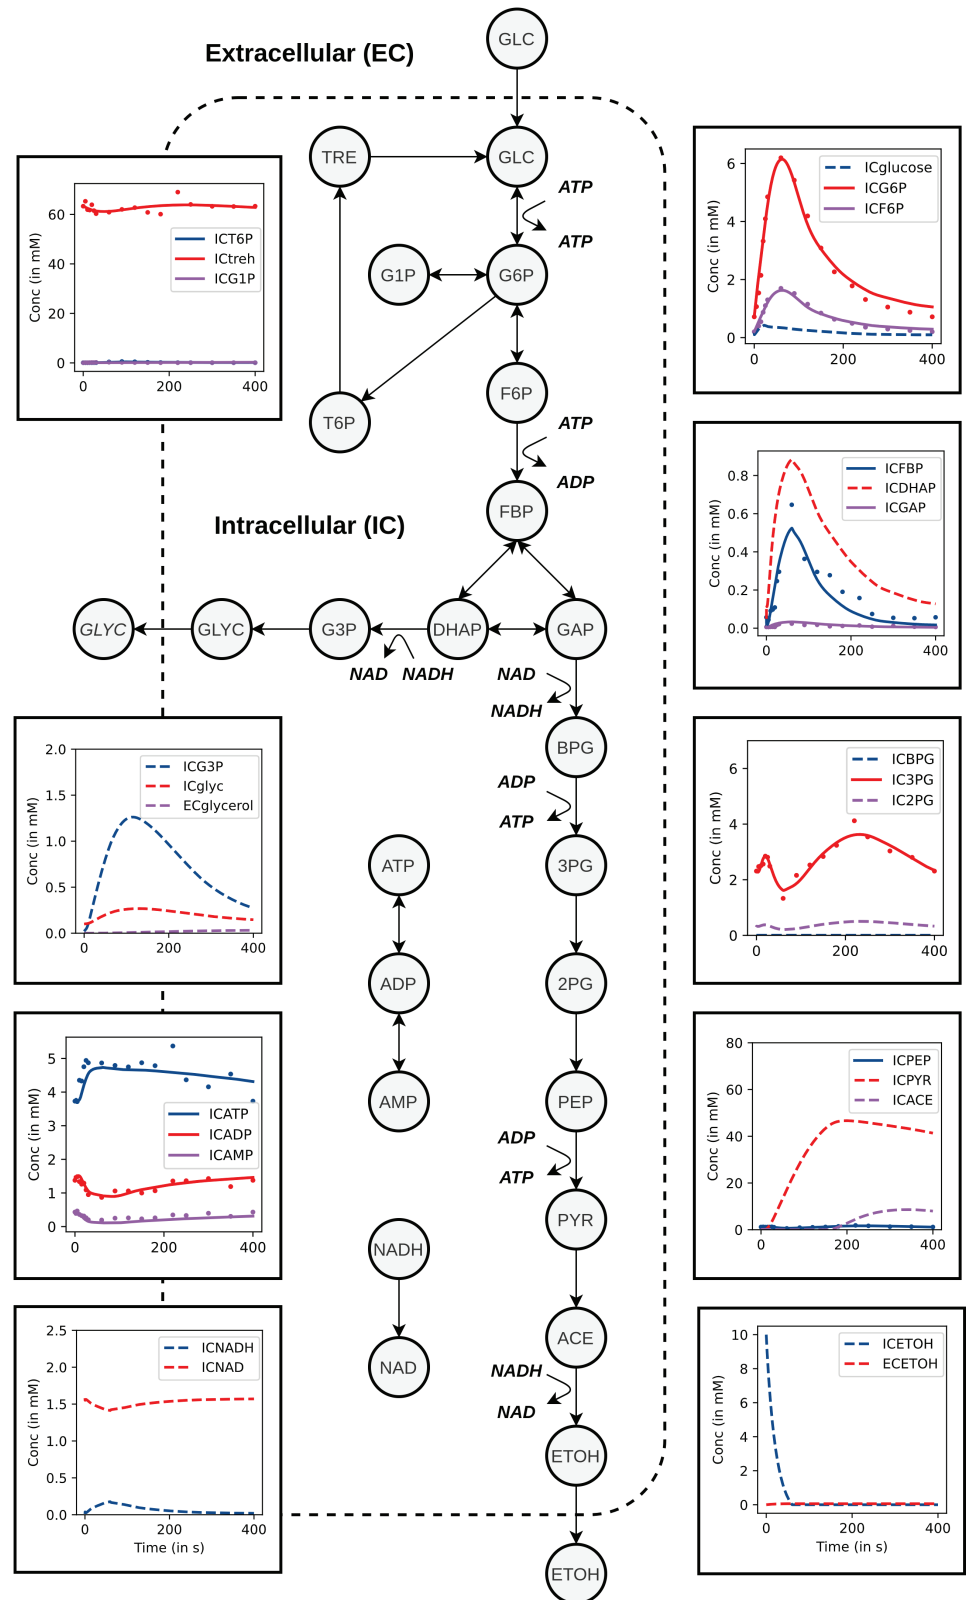 GLC
Extracellular (EC)
TRE
GLC
ATP
ATP
G1P
G6P
F6P
T6P
ATP
ADP
FBP
Intracellular (IC)
GLYC
GLYC
G3P
DHAP
GAP
NAD
NADH
NAD
NADH
BPG
ADP
ATP
ATP
3PG
ADP
2PG
AMP
PEP
ADP
ATP
PYR
NADH
NAD
ACE
NADH
NAD
ETOH
ETOH
Conc (in mM)
60
40
20
0
0
200
400
ICT6P
ICtreh
ICG1P
Conc (in mM)
6
4
2
0
0
200
400
ICglucose
ICG6P
ICF6P
Conc (in mM)
0.8
0.6
0.4
0.2
0.0
0
200
400
ICFBP
ICDHAP
ICGAP
Conc (in mM)
2.0
1.5
1.0
0.5
0.0
0
200
400
ICG3P
ICglyc
ECglycerol
Conc (in mM)
6
4
2
0
0
200
400
ICBPG
IC3PG
IC2PG
Conc (in mM)
5
4
3
2
1
0
0
200
400
ICATP
ICADP
ICAMP
Conc (in mM)
80
60
40
20
0
0
200
400
ICPEP
ICPYR
ICACE
Conc (in mM)
2.5
2.0
1.5
1.0
0.5
0.0
0
200
400
Time (in s)
ICNADH
ICNAD
Conc (in mM)
10
8
6
4
2
0
0
200
400
Time (in s)
ICETOH
ECETOH